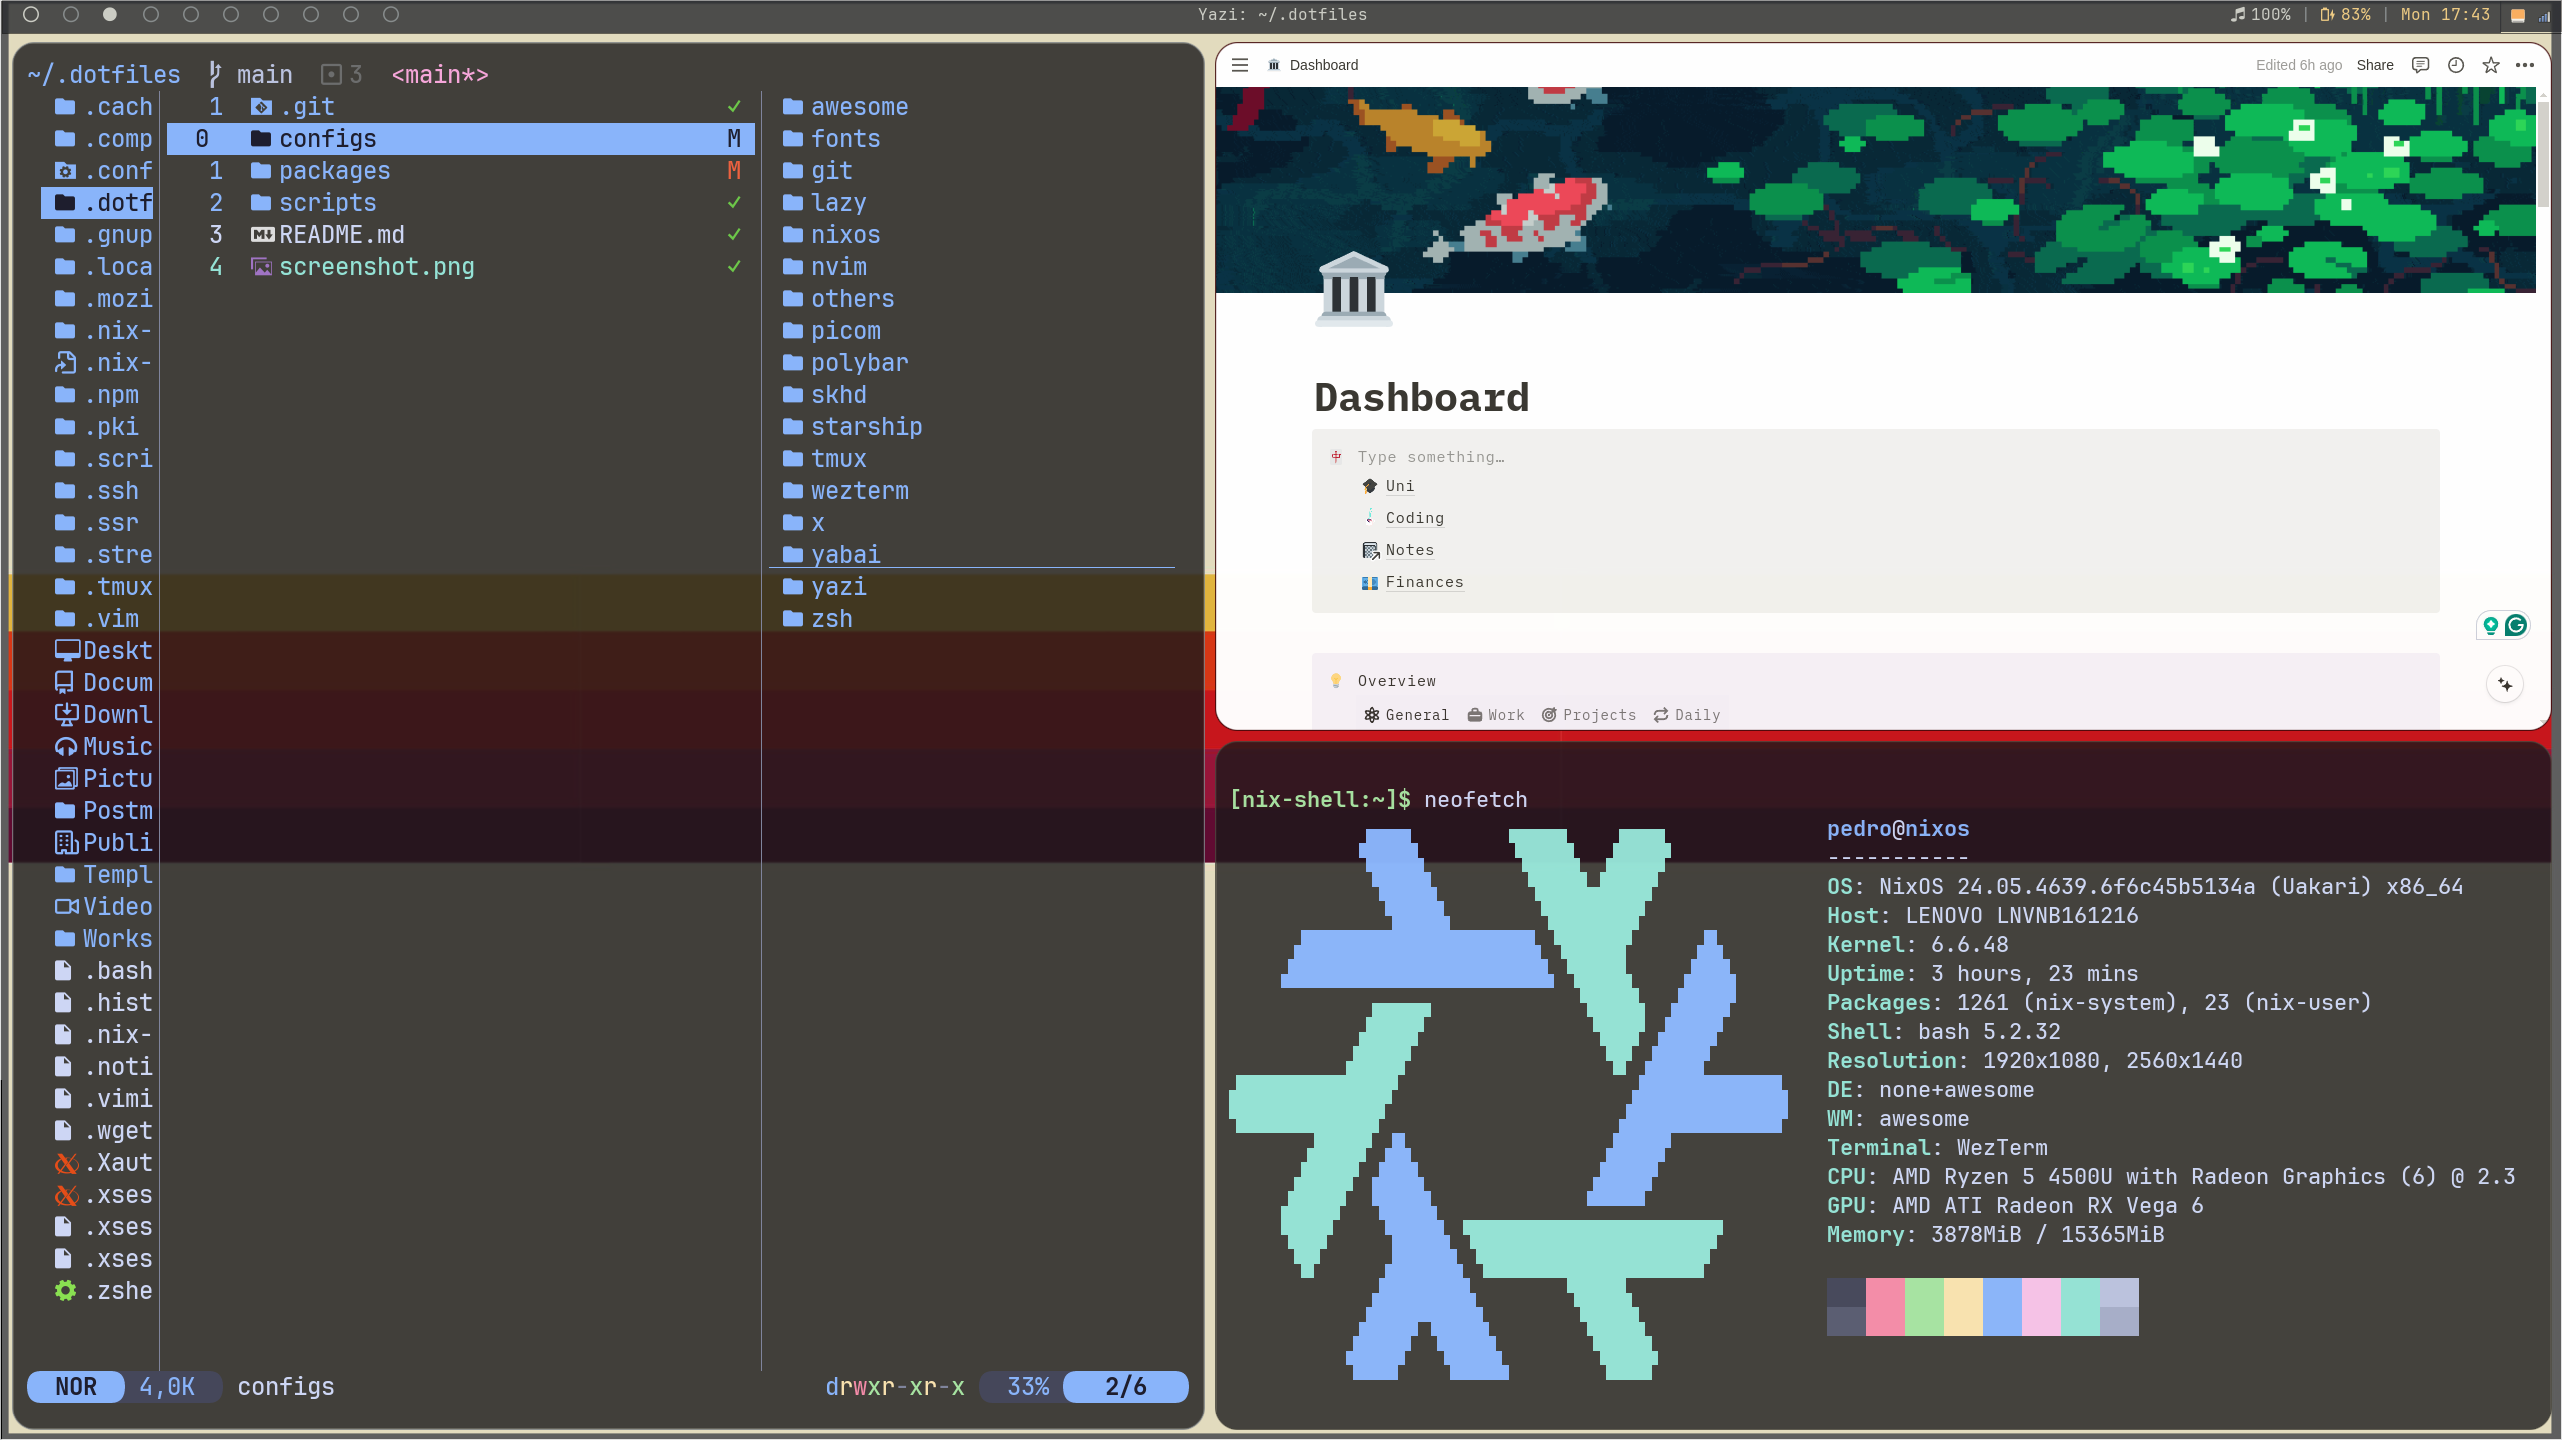 Yazi: ~/.dotfiles
100% | 83% | Mon 17:43
~/.dotfiles main 3 <main*>
.cach
.comp
.conf
.dotf
.gnup
.loca
.mozi
.nix-
.nix-
.npm
.pki
.scri
.ssh
.ssr
.stre
.tmux
.vim
Deskt
Docum
Downl
Music
Pictu
Postm
Publi
Templ
Video
Works
.bash
.hist
.nix-
.noti
.vimi
.wget
.Xaut
.xses
.xses
.xses
.zshe
1 .git ✓
0 configs M
1 packages M
2 scripts ✓
3 README.md ✓
4 screenshot.png ✓
awesome
fonts
git
lazy
nixos
nvim
others
picom
polybar
skhd
starship
tmux
wezterm
x
yabai
yazi
zsh
NOR 4,0K configs drwxr-xr-x 33% 2/6
Dashboard Edited 6h ago Share
Dashboard
Type something…
Uni
Coding
Notes
Finances
Overview
General Work Projects Daily
[nix-shell:~]$ neofetch
pedro@nixos
-----------
OS: NixOS 24.05.4639.6f6c45b5134a (Uakari) x86_64
Host: LENOVO LNVNB161216
Kernel: 6.6.48
Uptime: 3 hours, 23 mins
Packages: 1261 (nix-system), 23 (nix-user)
Shell: bash 5.2.32
Resolution: 1920x1080, 2560x1440
DE: none+awesome
WM: awesome
Terminal: WezTerm
CPU: AMD Ryzen 5 4500U with Radeon Graphics (6) @ 2.3
GPU: AMD ATI Radeon RX Vega 6
Memory: 3878MiB / 15365MiB